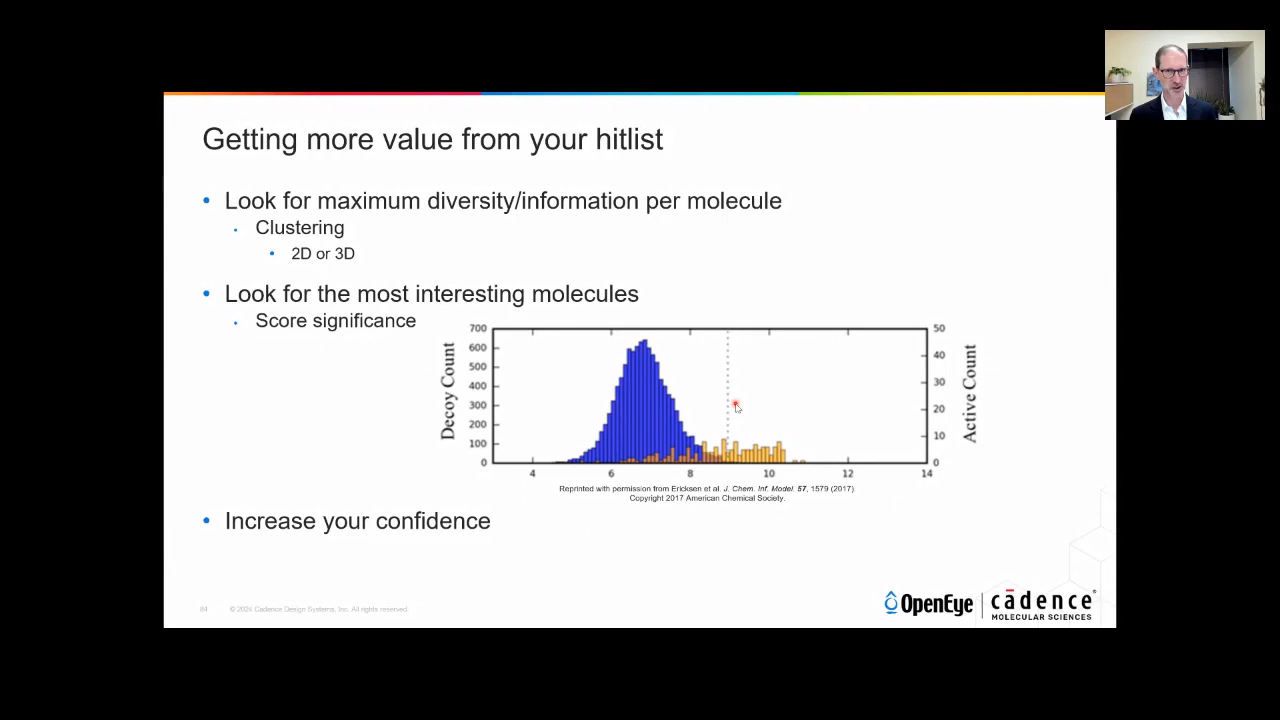 Getting more value from your hitlist
• Look for maximum diversity/information per molecule
• Clustering
• 2D or 3D
• Look for the most interesting molecules
• Score significance
700
600
500
400
300
200
100
0
Decoy Count
50
40
30
20
10
0
Active Count
4 6 8 10 12 14
Reprinted with permission from Ericksen et al. J. Chem. Inf. Model. 57, 1579 (2017).
Copyright 2017 American Chemical Society.
• Increase your confidence
© 2024 Cadence Design Systems, Inc. All rights reserved.
OpenEye | cādence®
MOLECULAR SCIENCES